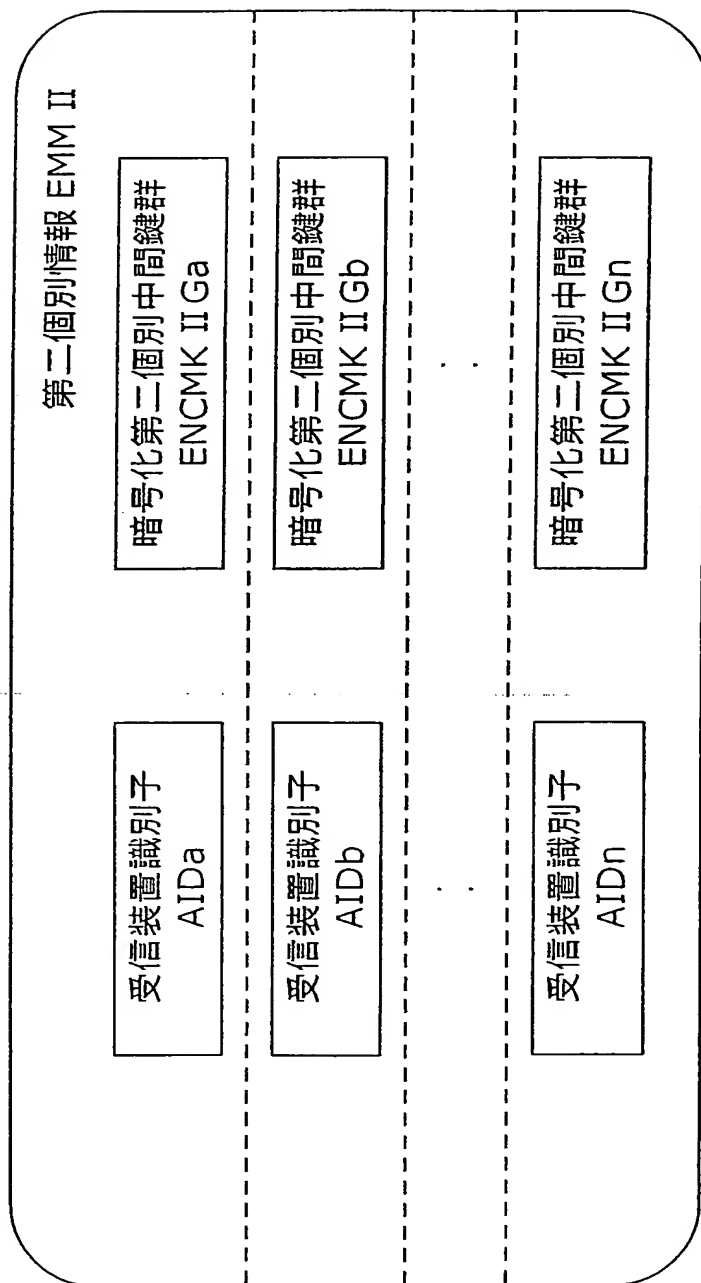 第二個別情報 EMM II
受信装置識別子
AIDa
暗号化第二個別中間鍵群
ENCMK II Ga
受信装置識別子
AIDb
暗号化第二個別中間鍵群
ENCMK II Gb
受信装置識別子
AIDn
暗号化第二個別中間鍵群
ENCMK II Gn